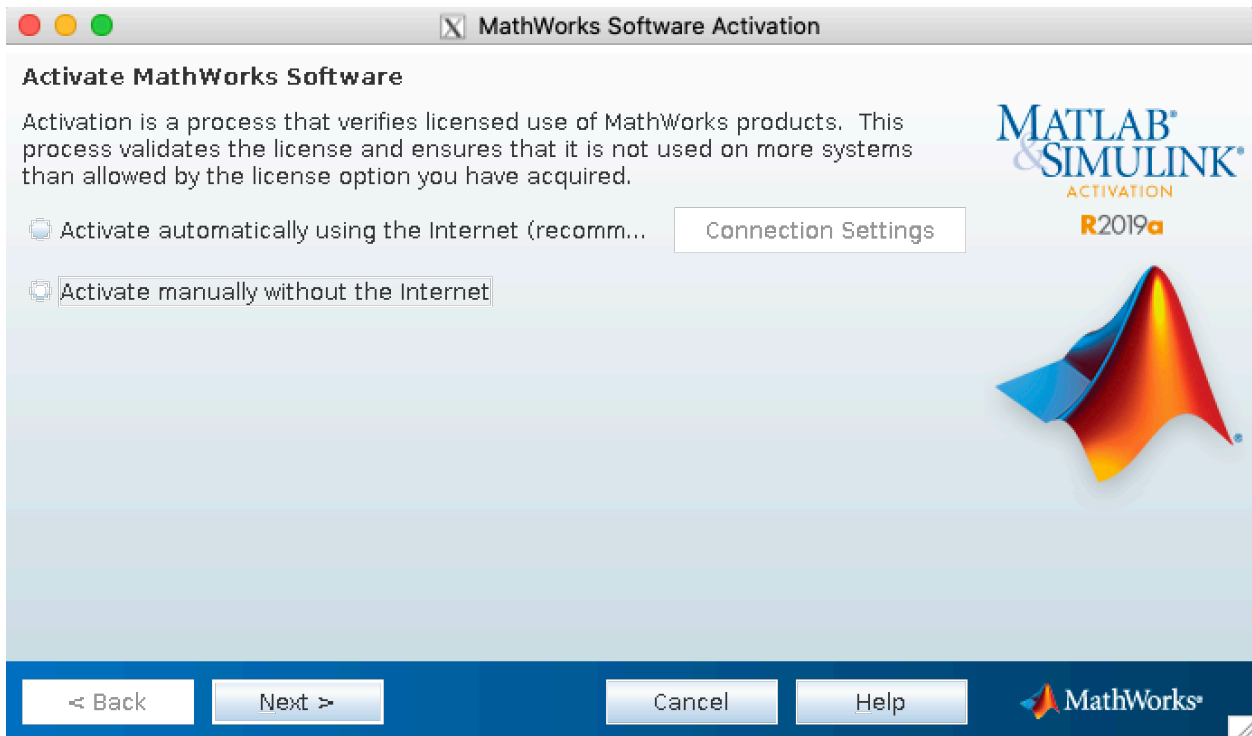 MathWorks Software Activation
Activate MathWorks Software
Activation is a process that verifies licensed use of MathWorks products. This
process validates the license and ensures that it is not used on more systems
than allowed by the license option you have acquired.
Activate automatically using the Internet (recomm...
Connection Settings
Activate manually without the Internet
MATLAB®
&SIMULINK®
ACTIVATION
R2019a
®
< Back
Next >
Cancel
Help
MathWorks®